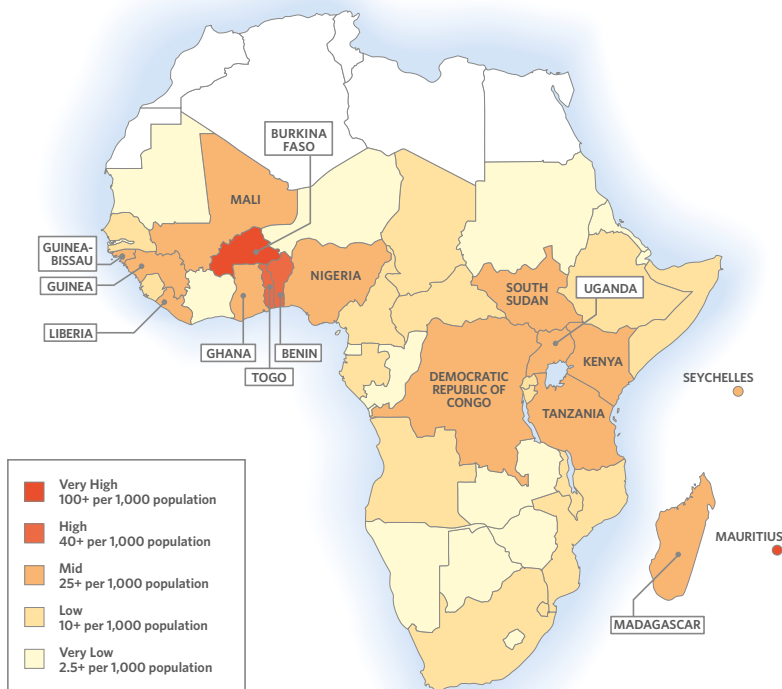 BURKINA
FASO
MALI
GUINEA-
BISSAU
GUINEA
NIGERIA
SOUTH
SUDAN
UGANDA
LIBERIA
GHANA
BENIN
TOGO
KENYA
DEMOCRATIC
REPUBLIC OF
CONGO
SEYCHELLES
TANZANIA
Very High
100+ per 1,000 population
High
40+ per 1,000 population
Mid
25+ per 1,000 population
Low
10+ per 1,000 population
Very Low
2.5+ per 1,000 population
MAURITIUS
MADAGASCAR